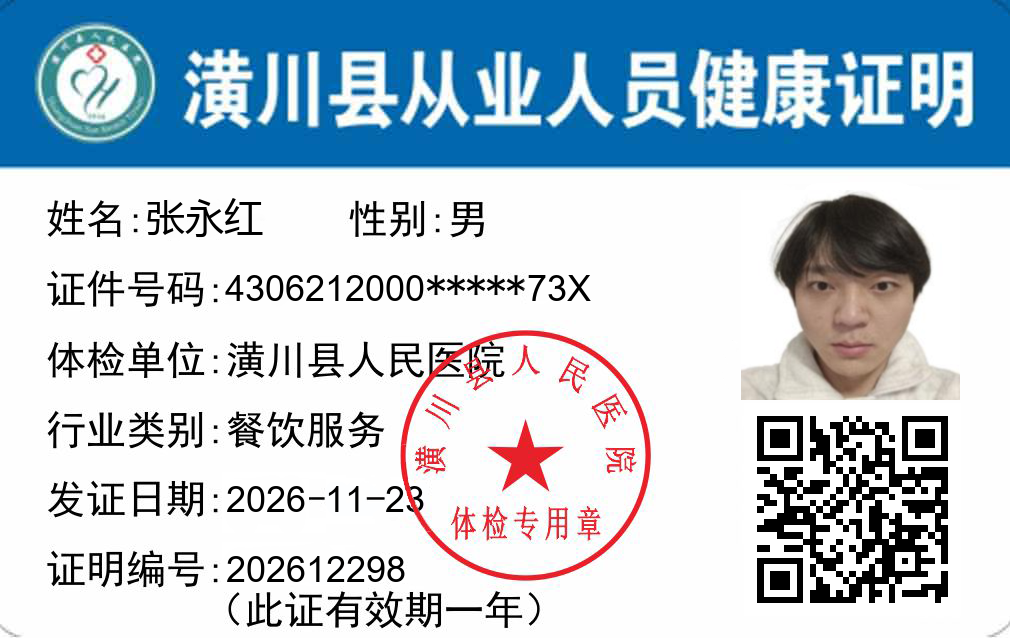 潢川县从业人员健康证明
姓名:张永红 性别:男
证件号码:4306212000*****73X
体检单位:潢川县人民医院
行业类别:餐饮服务
发证日期:2026-11-23
证明编号:202612298
(此证有效期一年)
潢川县人民医院
体检专用章